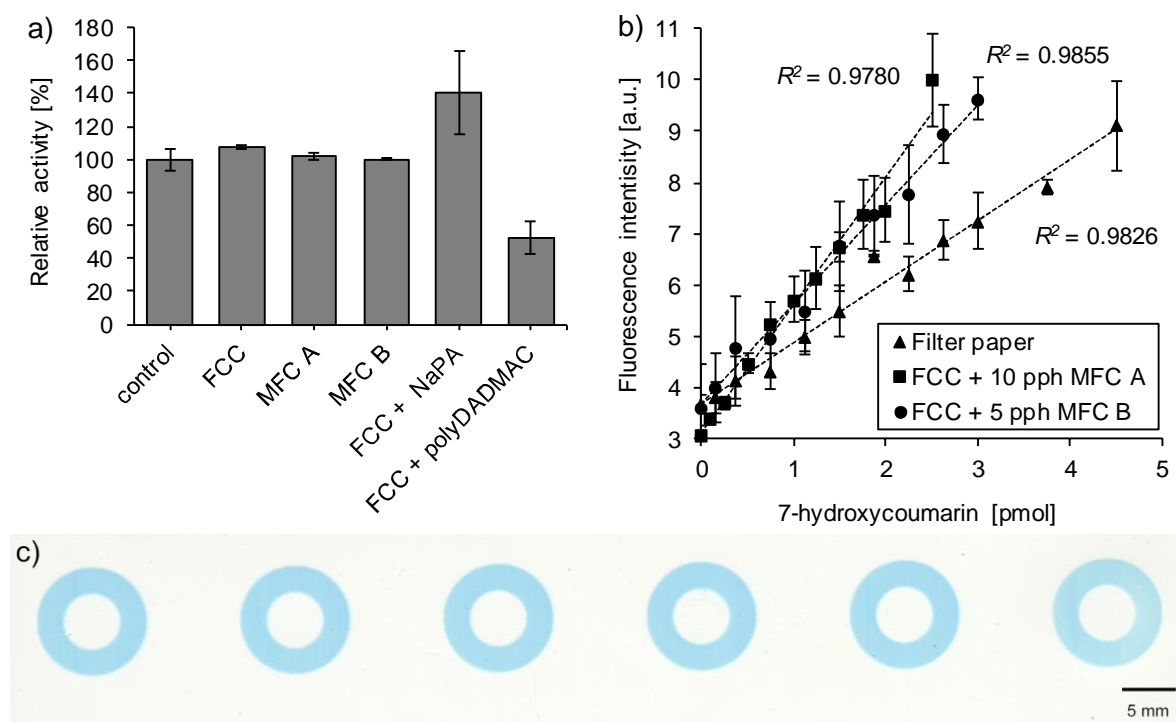 a)
Relative activity [%]
180
160
140
120
100
80
60
40
20
0
control
FCC
MFC A
MFC B
FCC + NaPA
FCC + polyDADMAC
b)
Fluorescence intentisity [a.u.]
11
10
9
8
7
6
5
4
3
R² = 0.9780
R² = 0.9855
R² = 0.9826
Filter paper
FCC + 10 pph MFC A
FCC + 5 pph MFC B
0 1 2 3 4 5
7-hydroxycoumarin [pmol]
c)
5 mm